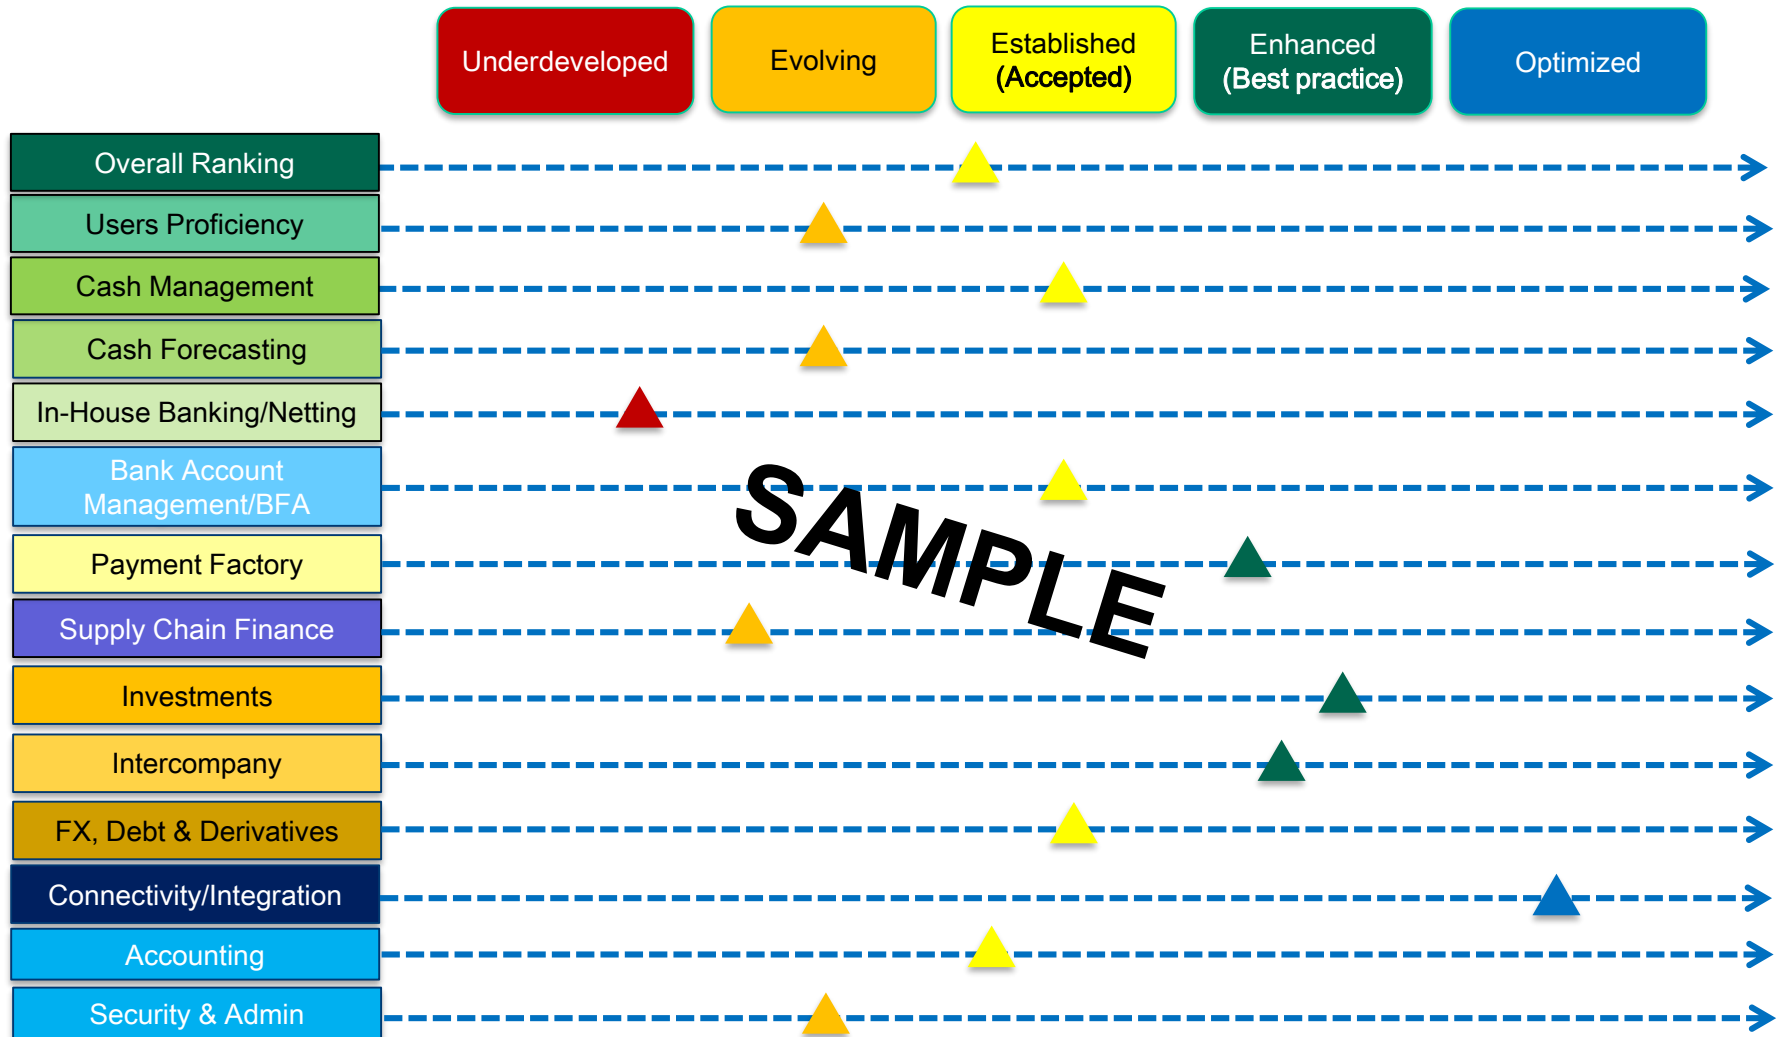 Underdeveloped
Evolving
Established
(Accepted)
Enhanced
(Best practice)
Optimized
Overall Ranking
Users Proficiency
Cash Management
Cash Forecasting
In-House Banking/Netting
Bank Account
Management/BFA
Payment Factory
Supply Chain Finance
Investments
Intercompany
FX, Debt & Derivatives
Connectivity/Integration
Accounting
Security & Admin
SAMPLE